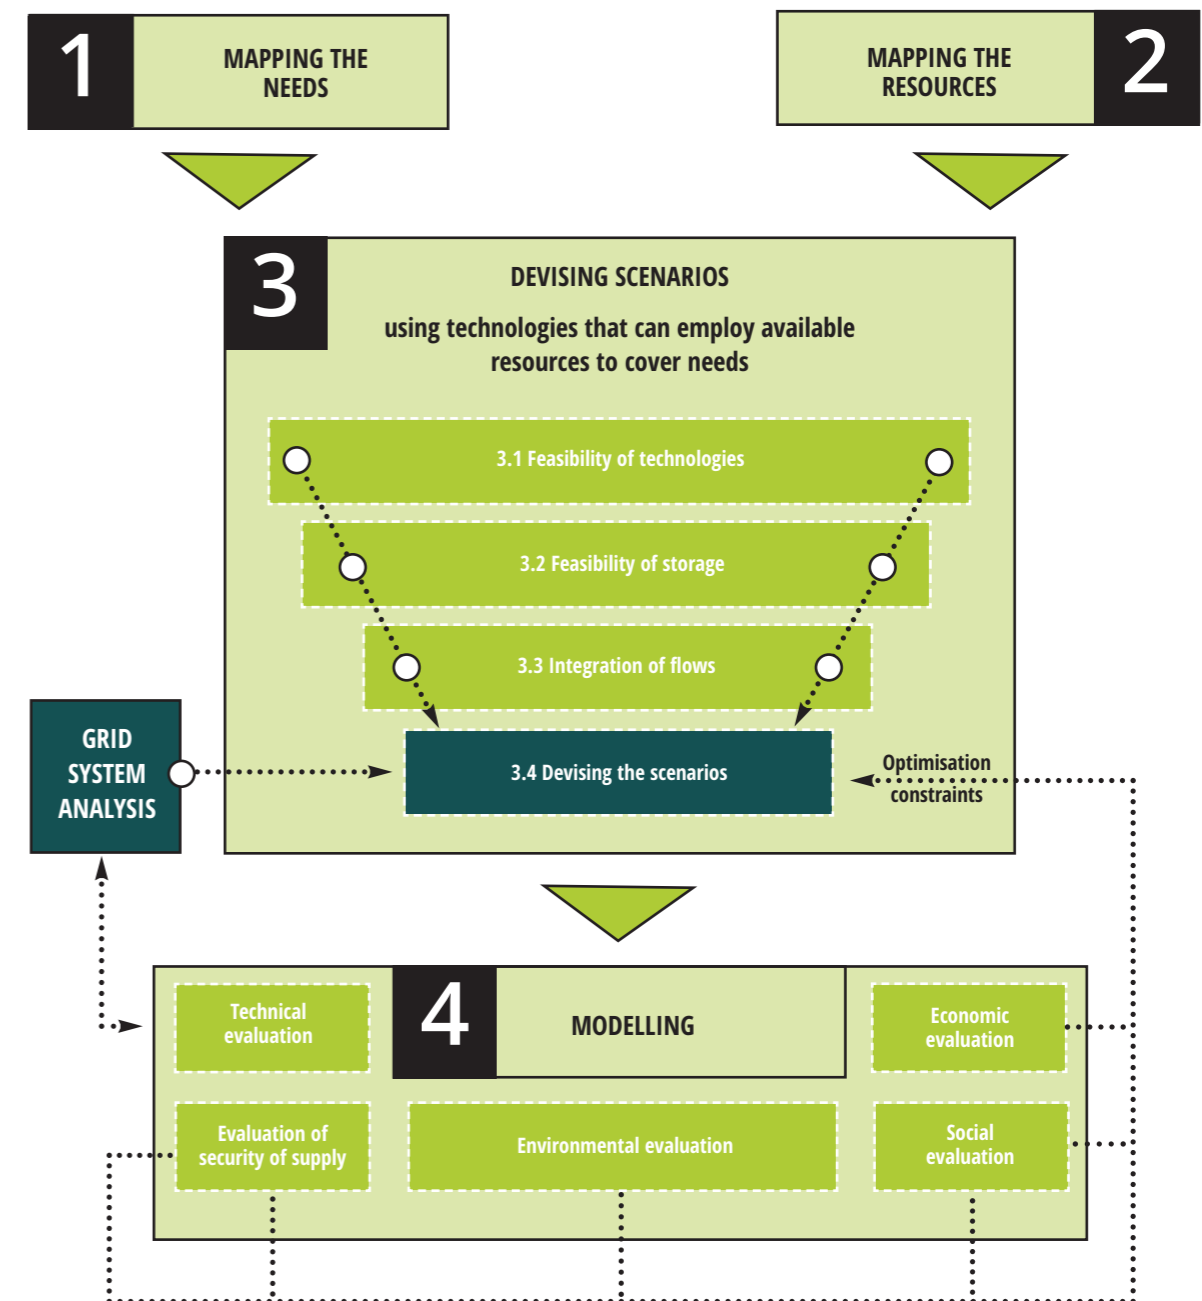 1
MAPPING THE
NEEDS
MAPPING THE
RESOURCES
2
3
DEVISING SCENARIOS
using technologies that can employ available
resources to cover needs
3.1 Feasibility of technologies
3.2 Feasibility of storage
3.3 Integration of flows
GRID
SYSTEM
ANALYSIS
3.4 Devising the scenarios
Optimisation
constraints
Technical
evaluation
4
MODELLING
Economic
evaluation
Evaluation of
security of supply
Environmental evaluation
Social
evaluation